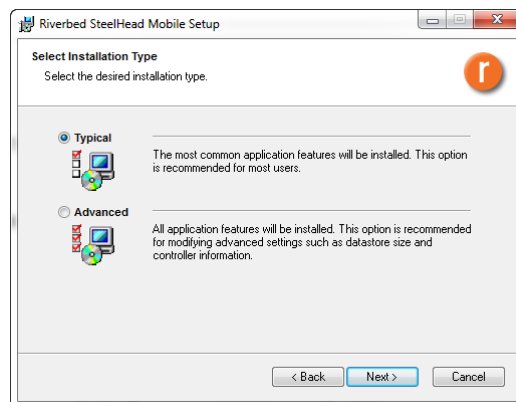 Riverbed SteelHead Mobile Setup
Select Installation Type
Select the desired installation type.
r
Typical
The most common application features will be installed. This option
is recommended for most users.
Advanced
All application features will be installed. This option is recommended
for modifying advanced settings such as datastore size and
controller information.
< Back
Next >
Cancel